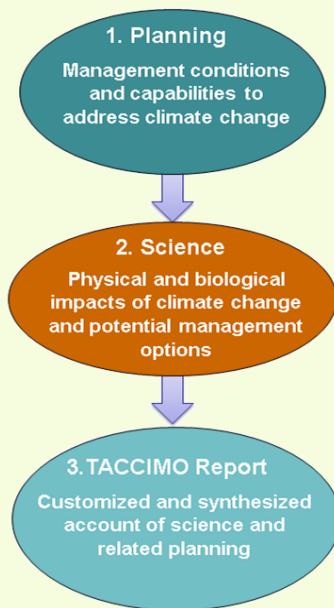 1. Planning
Management conditions
and capabilities to
address climate change
2. Science
Physical and biological
impacts of climate change
and potential management
options
3. TACCIMO Report
Customized and synthesized
account of science and
related planning